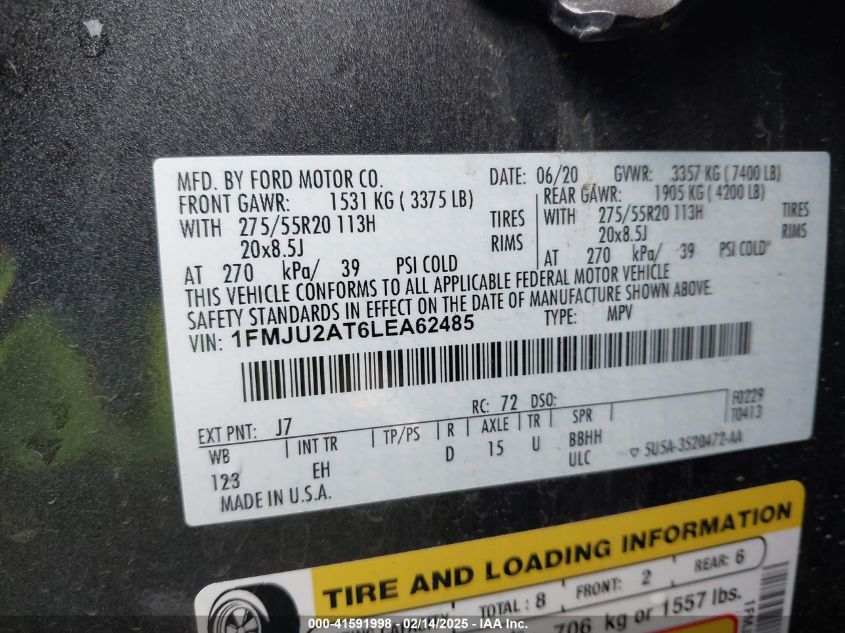 MFD. BY FORD MOTOR CO. DATE: 06/20 GVWR: 3357 KG (7400 LB)
FRONT GAWR: 1531 KG (3375 LB) REAR GAWR: 1905 KG (4200 LB)
WITH 275/55R20 113H TIRES WITH 275/55R20 113H TIRES
20x8.5J RIMS 20x8.5J RIMS
AT 270 kPa/ 39 PSI COLD AT 270 kPa/ 39 PSI COLD
THIS VEHICLE CONFORMS TO ALL APPLICABLE FEDERAL MOTOR VEHICLE
SAFETY STANDARDS IN EFFECT ON THE DATE OF MANUFACTURE SHOWN ABOVE.
VIN: 1FMJU2AT6LEA62485 TYPE: MPV
EXT PNT: J7 RC: 72 DSO: F0229
WB INT TR TP/PS R AXLE TR SPR T0413
123 EH D 15 U BBHH
ULC ▽ 5U5A-3520472-AA
MADE IN U.S.A.
TIRE AND LOADING INFORMATION
TOTAL : 8 FRONT: 2 REAR: 6
706 kg or 1557 lbs.
000-41591998 - 02/14/2025 - IAA Inc.